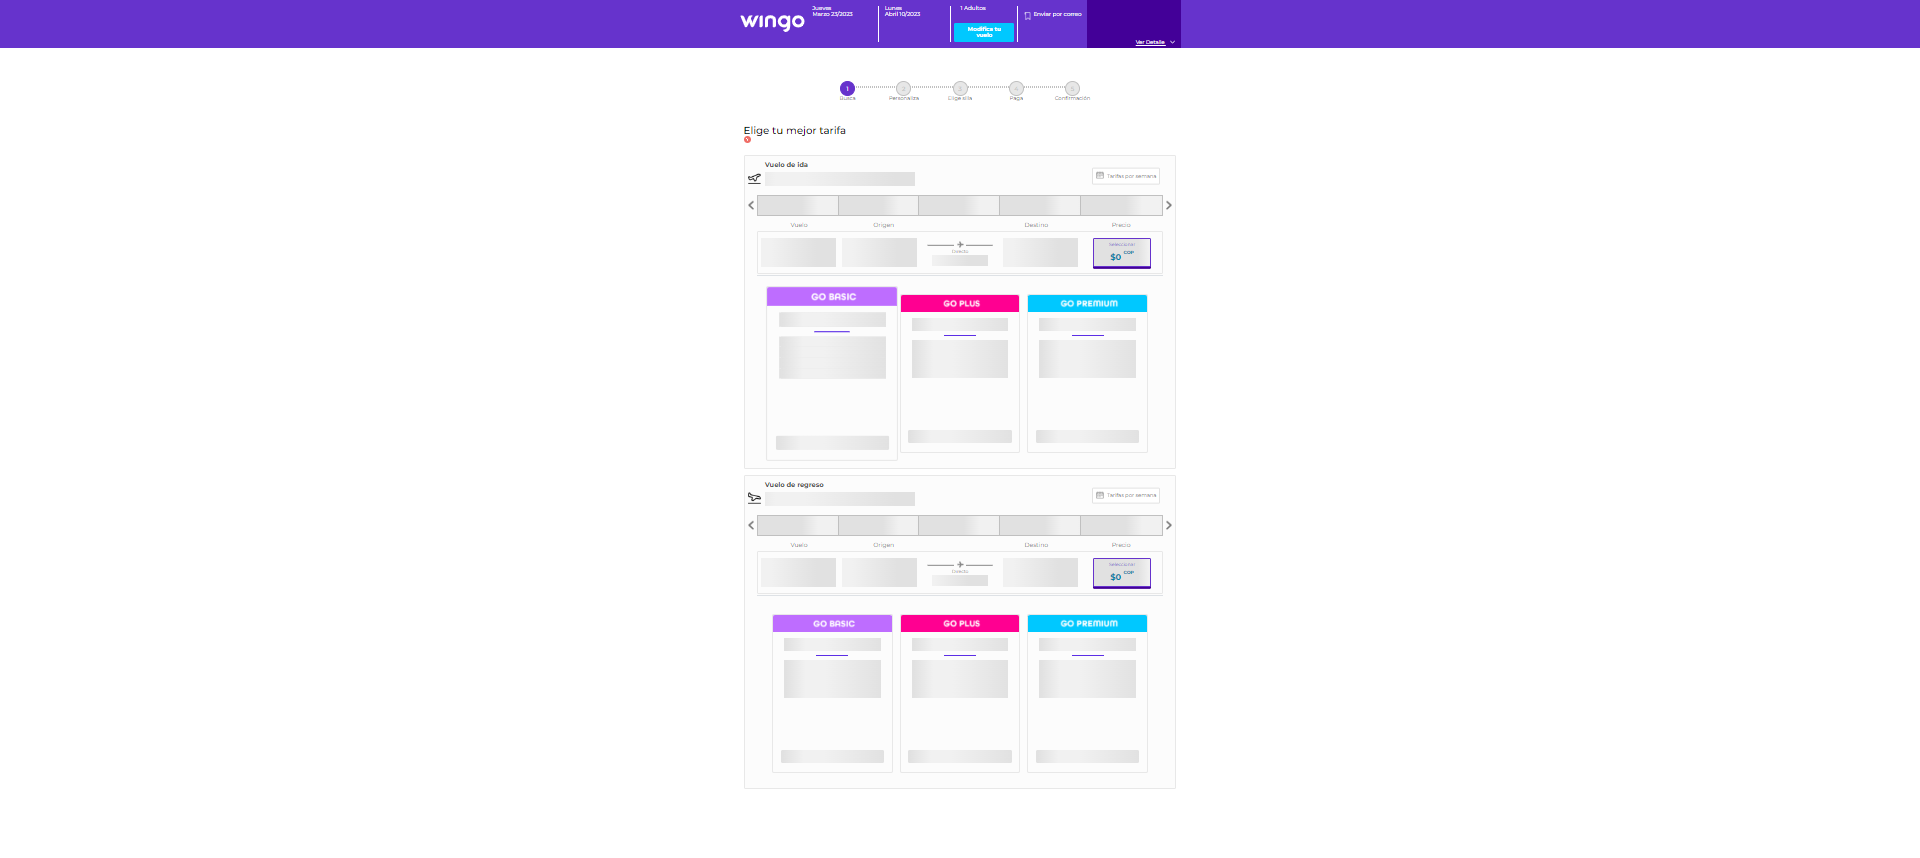 wingo
Jueves
Marzo 23/2023
Lunes
Abril 10/2023
1 Adultos
Modifica tu
vuelo
Enviar por correo
Ver Detalle
1
2
3
4
5
Busca
Personaliza
Elige silla
Paga
Confirmación
Elige tu mejor tarifa
Vuelo de ida
Tarifas por semana
Vuelo
Origen
Destino
Precio
Directo
Seleccionar
$0 COP
GO BASIC
GO PLUS
GO PREMIUM
Vuelo de regreso
Tarifas por semana
Vuelo
Origen
Destino
Precio
Directo
Seleccionar
$0 COP
GO BASIC
GO PLUS
GO PREMIUM